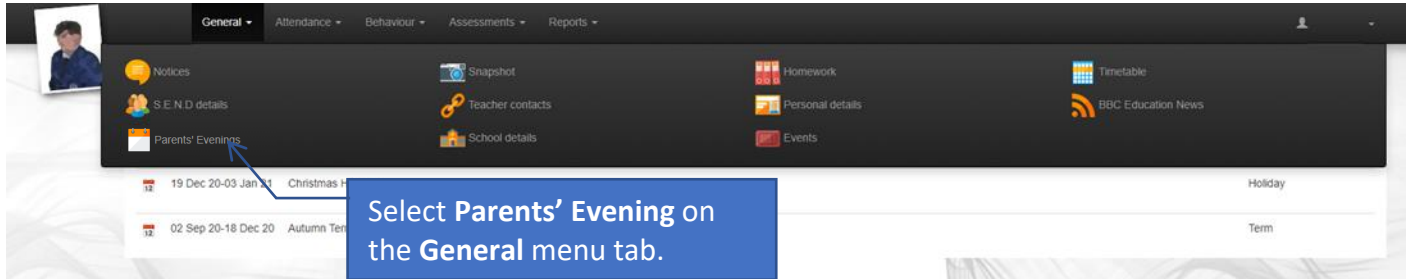 General Attendance Behaviour Assessments Reports
Notices Snapshot Homework Timetable
S.E.N.D details Teacher contacts Personal details BBC Education News
Parents' Evenings School details Events
12 19 Dec 20-03 Jan 21 Christmas H Holiday
12 02 Sep 20-18 Dec 20 Autumn Ter Term
Select Parents’ Evening on
the General menu tab.